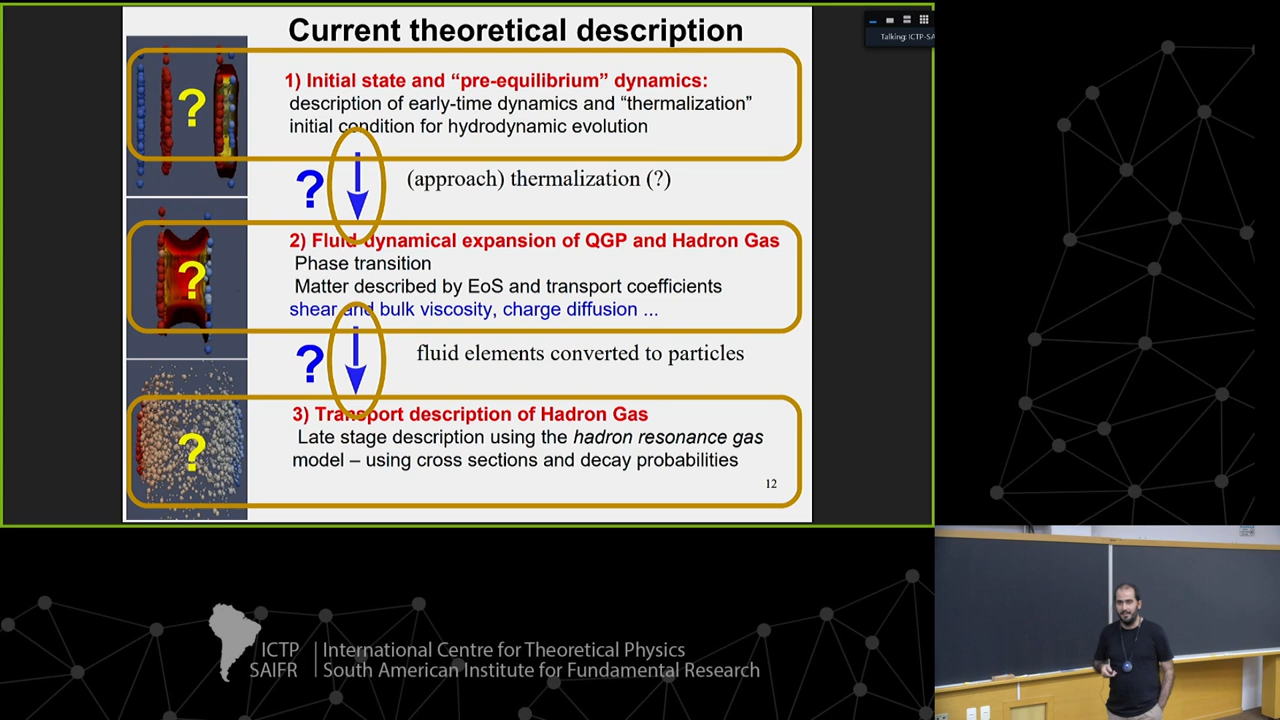 Current theoretical description
Talking: ICTP-SA
1) Initial state and “pre-equilibrium” dynamics:
description of early-time dynamics and “thermalization”
initial condition for hydrodynamic evolution
?
? (approach) thermalization (?)
2) Fluid dynamical expansion of QGP and Hadron Gas
Phase transition
Matter described by EoS and transport coefficients
shear and bulk viscosity, charge diffusion ...
?
? fluid elements converted to particles
3) Transport description of Hadron Gas
Late stage description using the hadron resonance gas
model – using cross sections and decay probabilities
?
12
ICTP
SAIFR
International Centre for Theoretical Physics
South American Institute for Fundamental Research